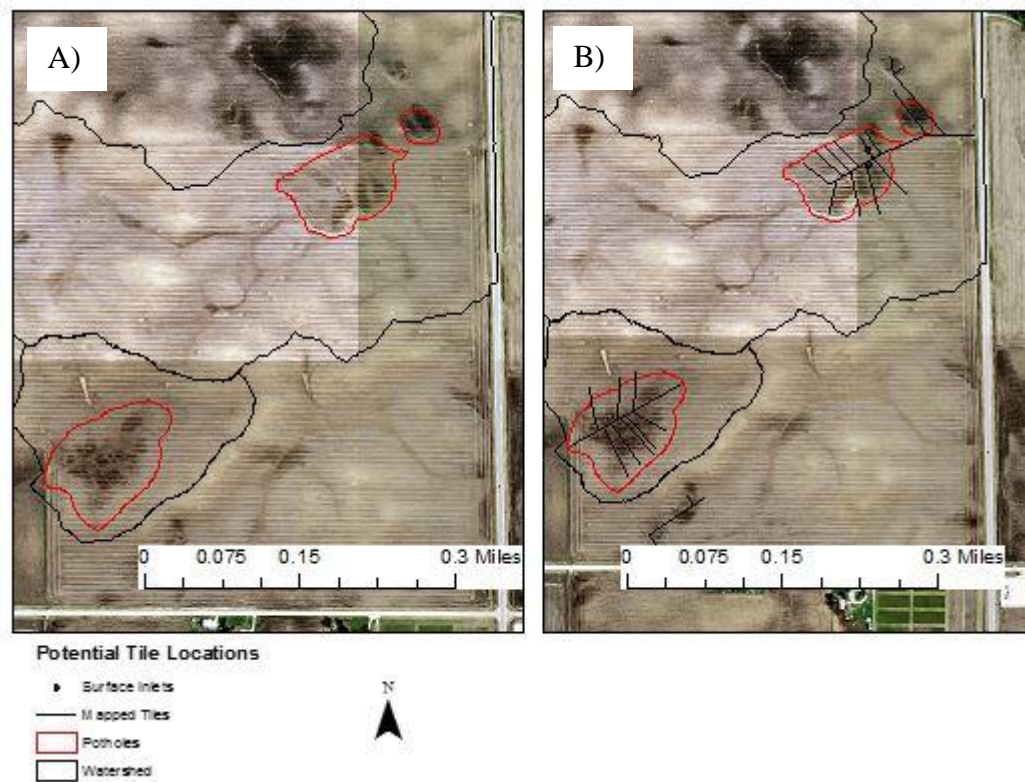 A)
B)
0 0.075 0.15 0.3 Miles
0 0.075 0.15 0.3 Miles
Potential Tile Locations
Surface Inlets
Mapped Tiles
Potholes
Watershed
N